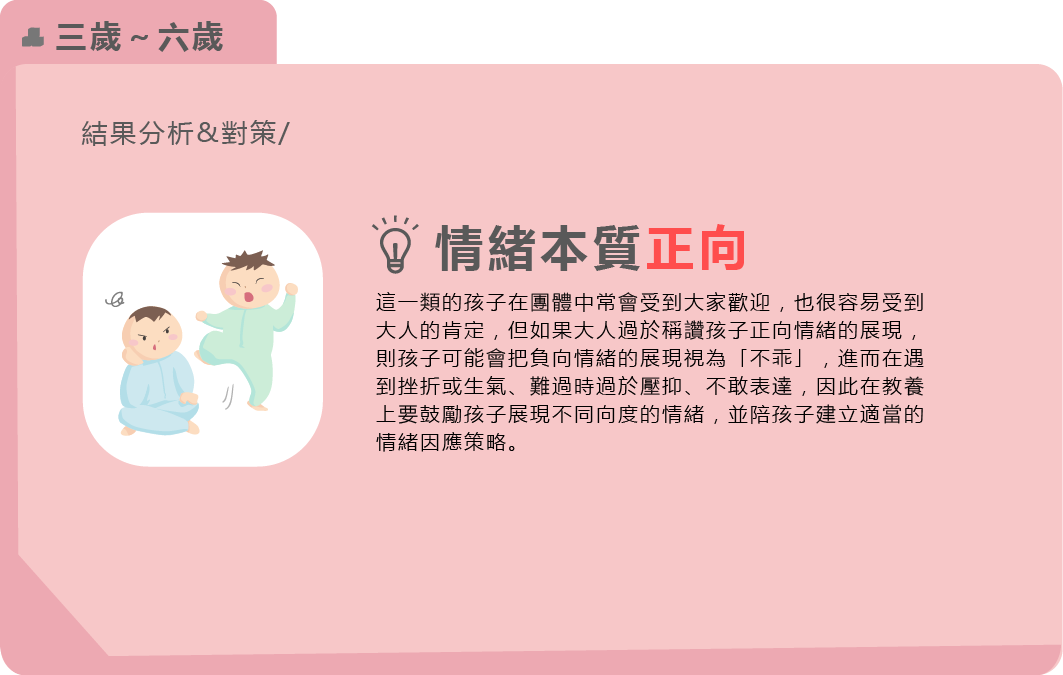 三歲~六歲
結果分析&對策/
情緒本質正向
這一類的孩子在團體中常會受到大家歡迎，也很容易受到
大人的肯定，但如果大人過於稱讚孩子正向情緒的展現，
則孩子可能會把負向情緒的展現視為「不乖」，進而在遇
到挫折或生氣、難過時過於壓抑、不敢表達，因此在教養
上要鼓勵孩子展現不同向度的情緒，並陪孩子建立適當的
情緒因應策略。